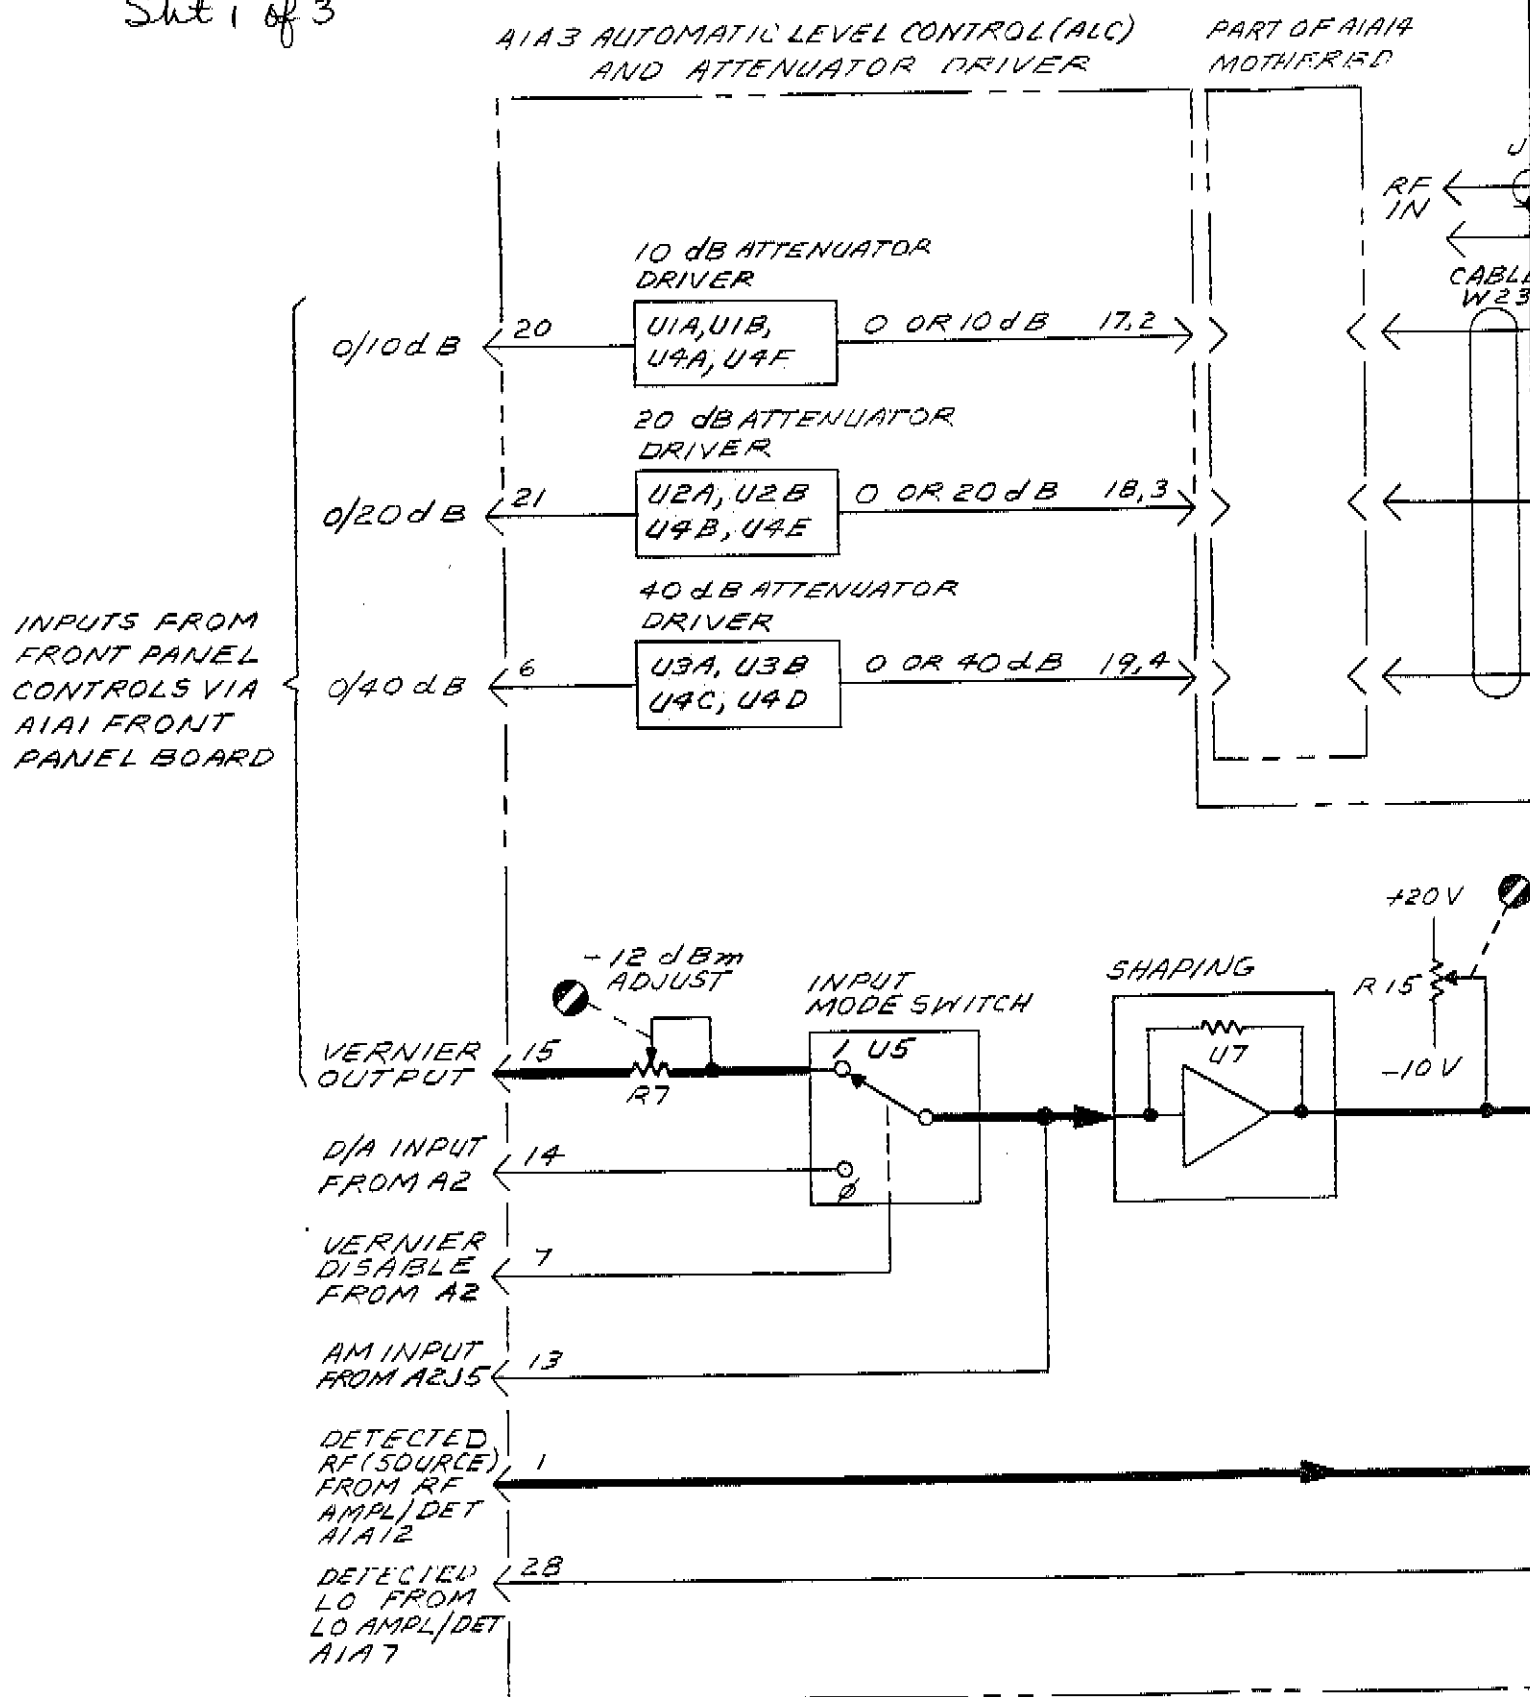 Sht 1 of 3
A1A3 AUTOMATIC LEVEL CONTROL (ALC)
AND ATTENUATOR DRIVER
PART OF A1A14
MOTHERBD
RF
IN
CABLE
W23
10 dB ATTENUATOR
DRIVER
0/10 dB
20
U1A, U1B,
U4A, U4F
0 OR 10 dB
17,2
20 dB ATTENUATOR
DRIVER
0/20 dB
21
U2A, U2B
U4B, U4E
0 OR 20 dB
18,3
40 dB ATTENUATOR
DRIVER
0/40 dB
6
U3A, U3B
U4C, U4D
0 OR 40 dB
19,4
INPUTS FROM
FRONT PANEL
CONTROLS VIA
A1A1 FRONT
PANEL BOARD
-12 dBm
ADJUST
INPUT
MODE SWITCH
SHAPING
+20 V
R15
-10 V
VERNIER
OUTPUT
15
R7
1 U5
U7
D/A INPUT
FROM A2
14
Ø
VERNIER
DISABLE
FROM A2
7
AM INPUT
FROM A2J5
13
DETECTED
RF (SOURCE)
FROM RF
AMPL/DET
A1A12
1
DETECTED
LO FROM
LO AMPL/DET
A1A7
28